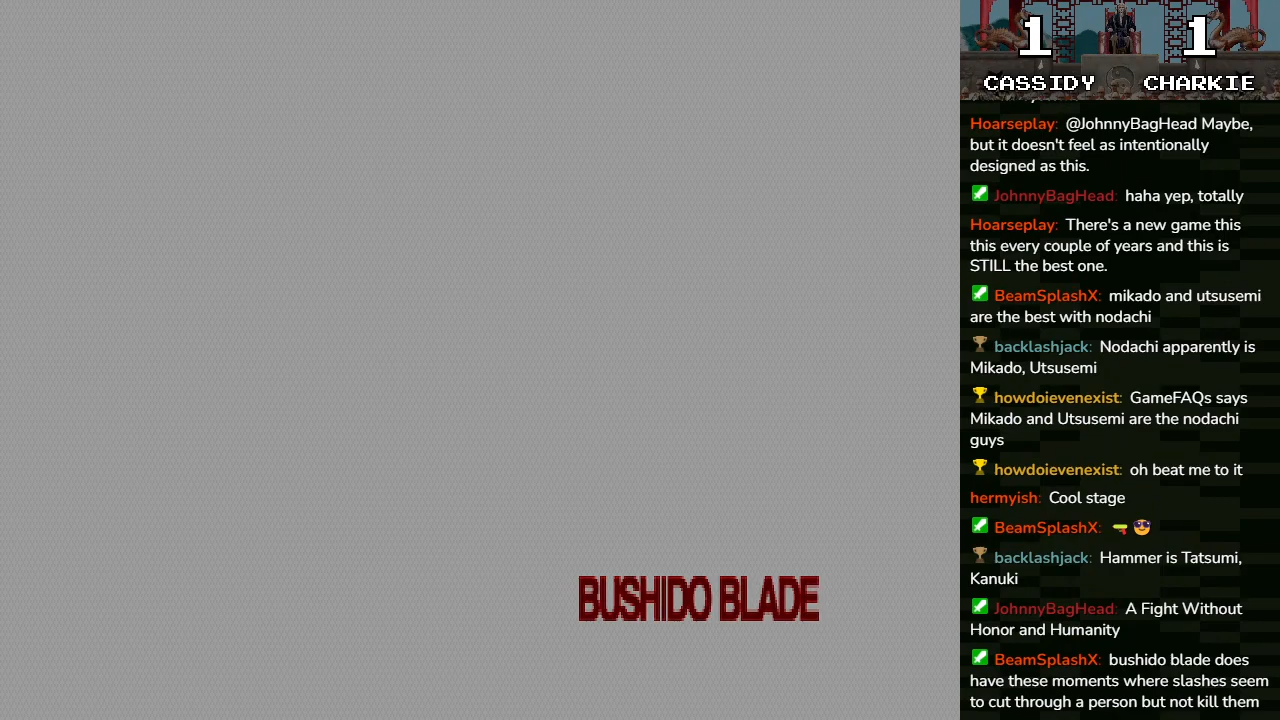 1 1
CASSIDY CHARKIE
Hoarseplay: @JohnnyBagHead Maybe,
but it doesn't feel as intentionally
designed as this.
JohnnyBagHead: haha yep, totally
Hoarseplay: There's a new game this
this every couple of years and this is
STILL the best one.
BeamSplashX: mikado and utsusemi
are the best with nodachi
backlashjack: Nodachi apparently is
Mikado, Utsusemi
howdoievenexist: GameFAQs says
Mikado and Utsusemi are the nodachi
guys
howdoievenexist: oh beat me to it
hermyish: Cool stage
BeamSplashX:
backlashjack: Hammer is Tatsumi,
Kanuki
JohnnyBagHead: A Fight Without
Honor and Humanity
BeamSplashX: bushido blade does
have these moments where slashes seem
to cut through a person but not kill them
BUSHIDO BLADE